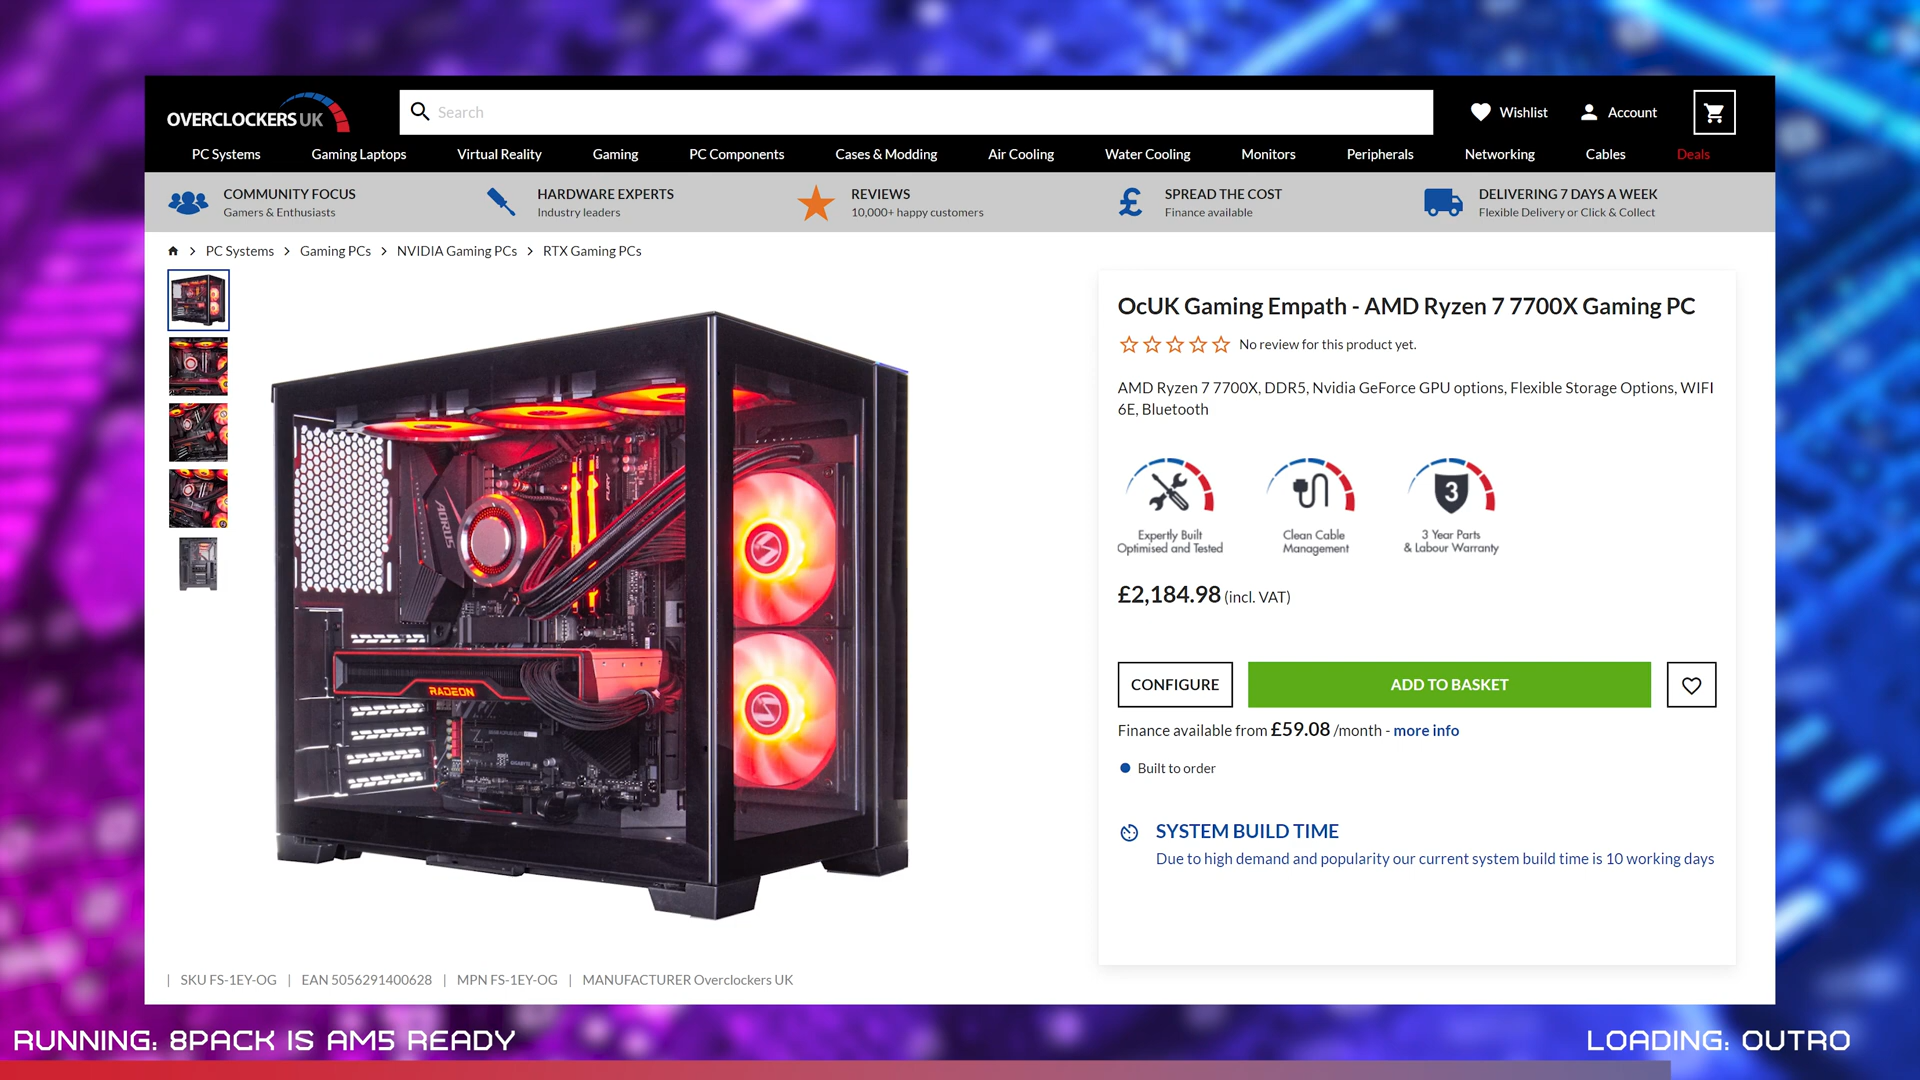 OVERCLOCKERS UK
Search
Wishlist
Account
PC Systems
Gaming Laptops
Virtual Reality
Gaming
PC Components
Cases & Modding
Air Cooling
Water Cooling
Monitors
Peripherals
Networking
Cables
Deals
COMMUNITY FOCUS
Gamers & Enthusiasts
HARDWARE EXPERTS
Industry leaders
REVIEWS
10,000+ happy customers
SPREAD THE COST
Finance available
DELIVERING 7 DAYS A WEEK
Flexible Delivery or Click & Collect
PC Systems > Gaming PCs > NVIDIA Gaming PCs > RTX Gaming PCs
AORUS
FURY
RADEON
OcUK Gaming Empath - AMD Ryzen 7 7700X Gaming PC
No review for this product yet.
AMD Ryzen 7 7700X, DDR5, Nvidia GeForce GPU options, Flexible Storage Options, WIFI
6E, Bluetooth
Expertly Built
Optimised and Tested
Clean Cable
Management
3
3 Year Parts
& Labour Warranty
£2,184.98 (incl. VAT)
CONFIGURE
ADD TO BASKET
Finance available from £59.08 /month - more info
Built to order
SYSTEM BUILD TIME
Due to high demand and popularity our current system build time is 10 working days
| SKU FS-1EY-OG | EAN 5056291400628 | MPN FS-1EY-OG | MANUFACTURER Overclockers UK
RUNNING: 8PACK IS AM5 READY
LOADING: OUTRO